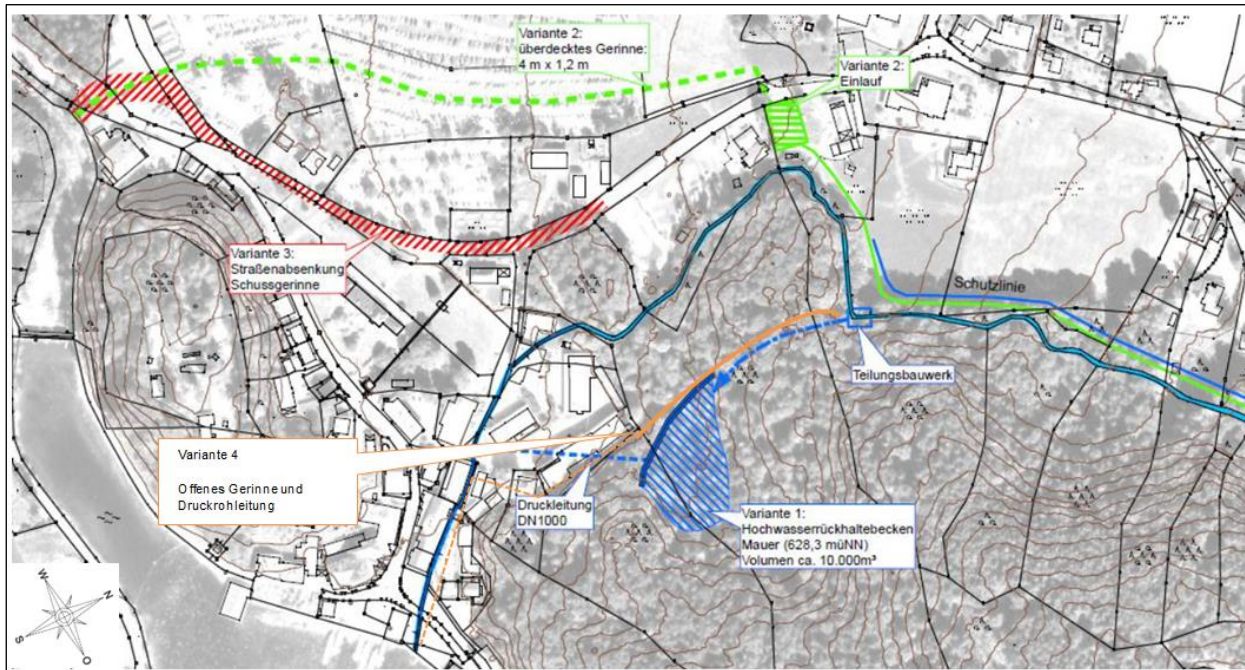 Variante 2:
überdecktes Gerinne:
4 m x 1,2 m
Variante 2:
Einlauf
Variante 3:
Straßenabsenkung
Schussgerinne
Schutzlinie
Teilungsbauwerk
Variante 4
Offenes Gerinne und
Druckrohleitung
Druckleitung
DN1000
Variante 1:
Hochwasserrückhaltebecken
Mauer (628,3 müNN)
Volumen ca. 10.000m³
W
N
S
O